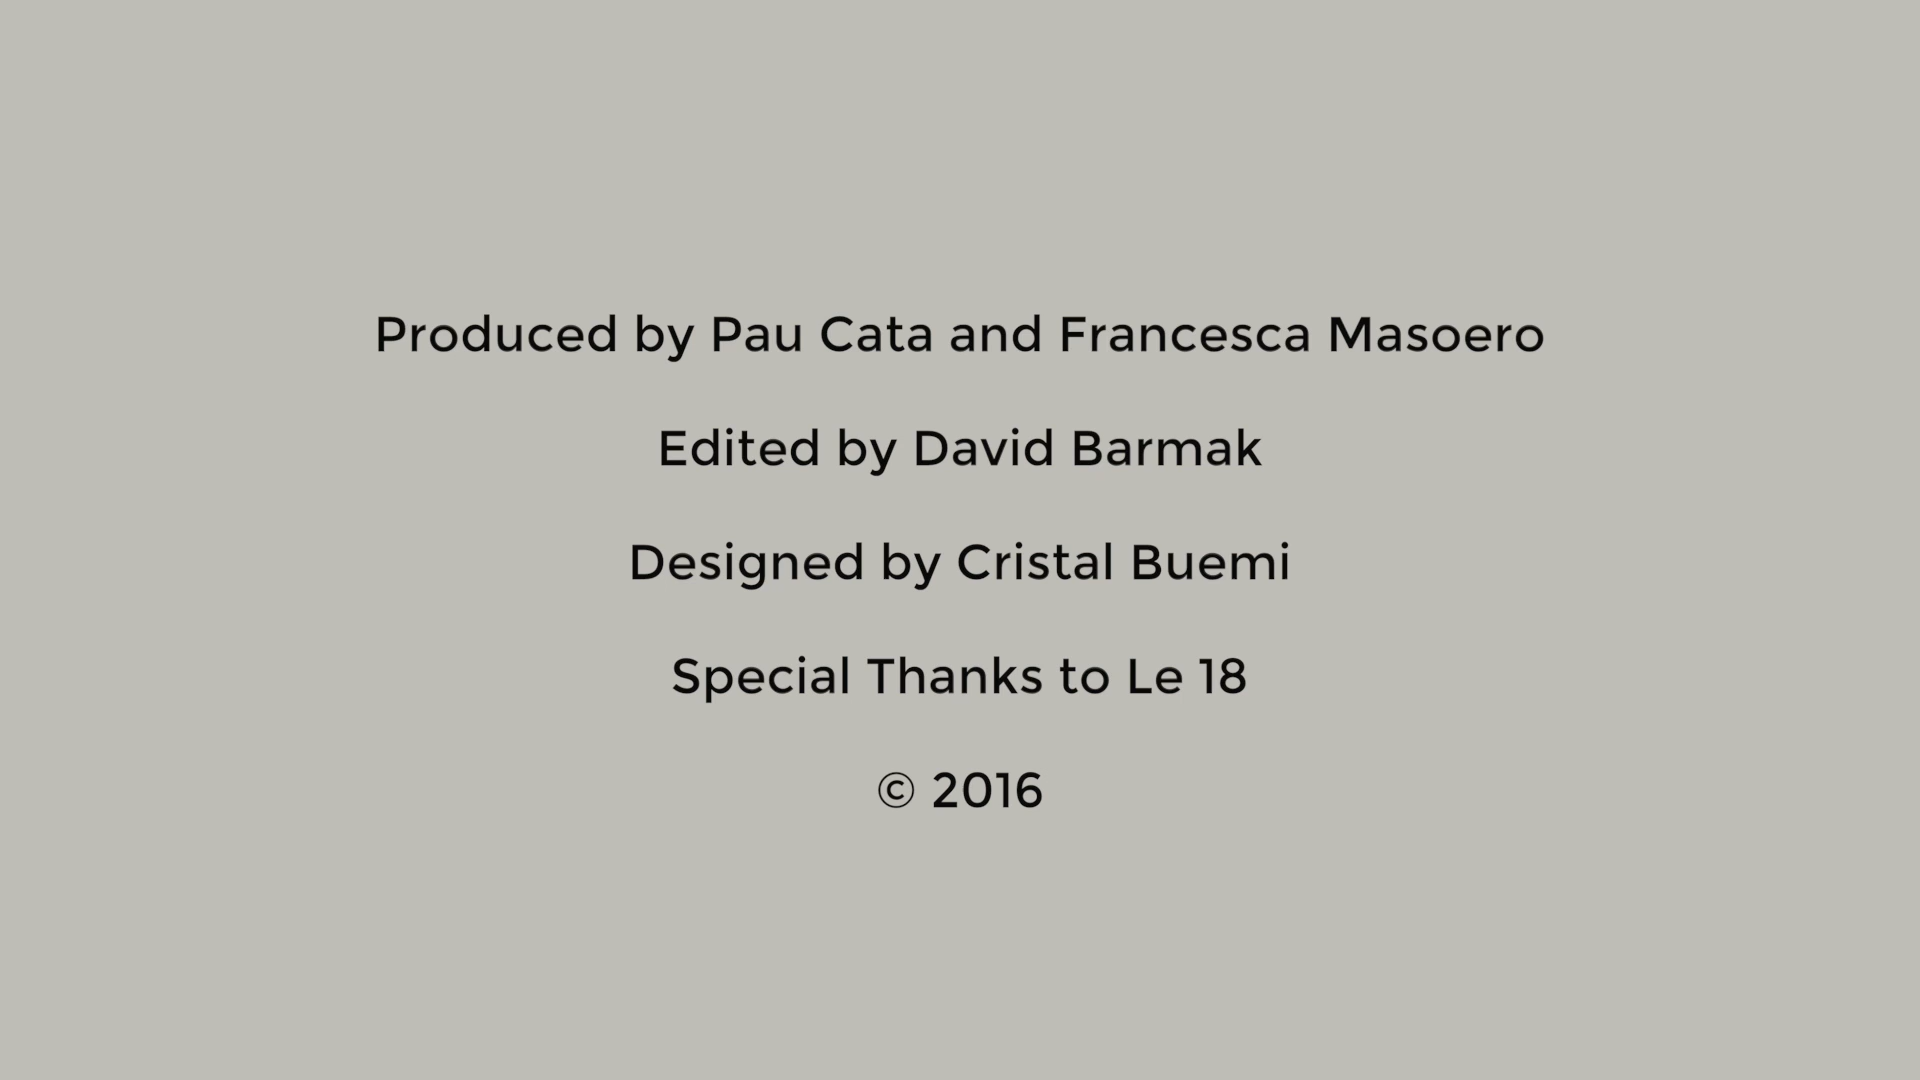 Produced by Pau Cata and Francesca Masoero
Edited by David Barmak
Designed by Cristal Buemi
Special Thanks to Le 18
© 2016